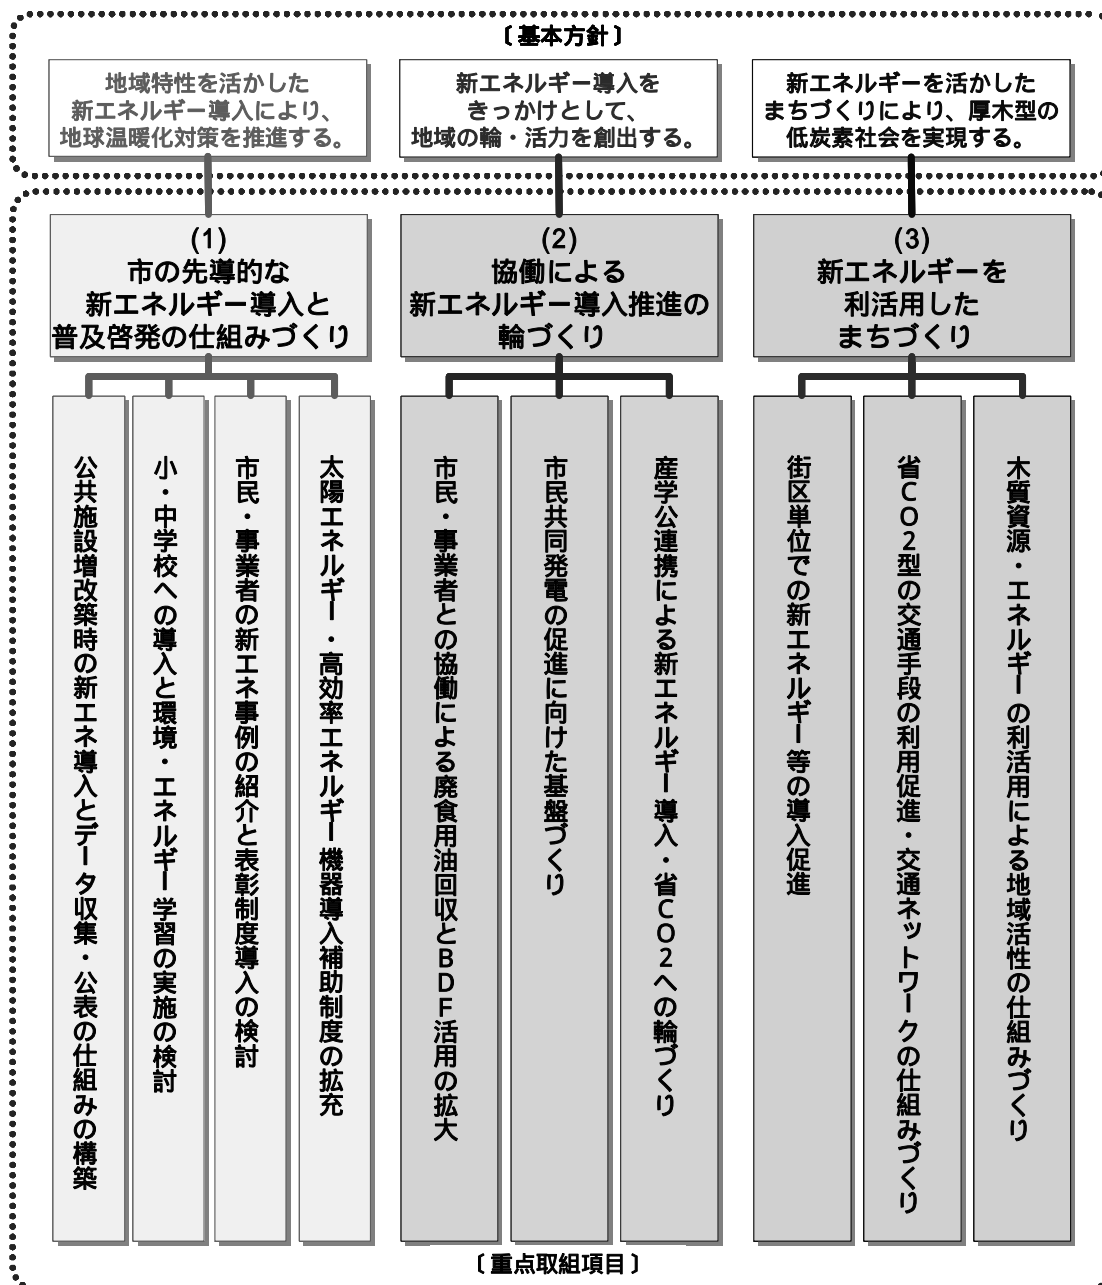 〔基本方針〕
地域特性を活かした
新エネルギー導入により、
地球温暖化対策を推進する。
新エネルギー導入を
きっかけとして、
地域の輪・活力を創出する。
新エネルギーを活かした
まちづくりにより、厚木型の
低炭素社会を実現する。
(1)
市の先導的な
新エネルギー導入と
普及啓発の仕組みづくり
(2)
協働による
新エネルギー導入推進の
輪づくり
(3)
新エネルギーを
利活用した
まちづくり
公共施設増改築時の新エネ導入とデータ収集・公表の仕組みの構築
小・中学校への導入と環境・エネルギー学習の実施の検討
市民・事業者の新エネ事例の紹介と表彰制度導入の検討
太陽エネルギー・高効率エネルギー機器導入補助制度の拡充
市民・事業者との協働による廃食用油回収とBDF活用の拡大
市民共同発電の促進に向けた基盤づくり
産学公連携による新エネルギー導入・省CO2への輪づくり
街区単位での新エネルギー等の導入促進
省CO2型の交通手段の利用促進・交通ネットワークの仕組みづくり
木質資源・エネルギーの利活用による地域活性の仕組みづくり
〔重点取組項目〕